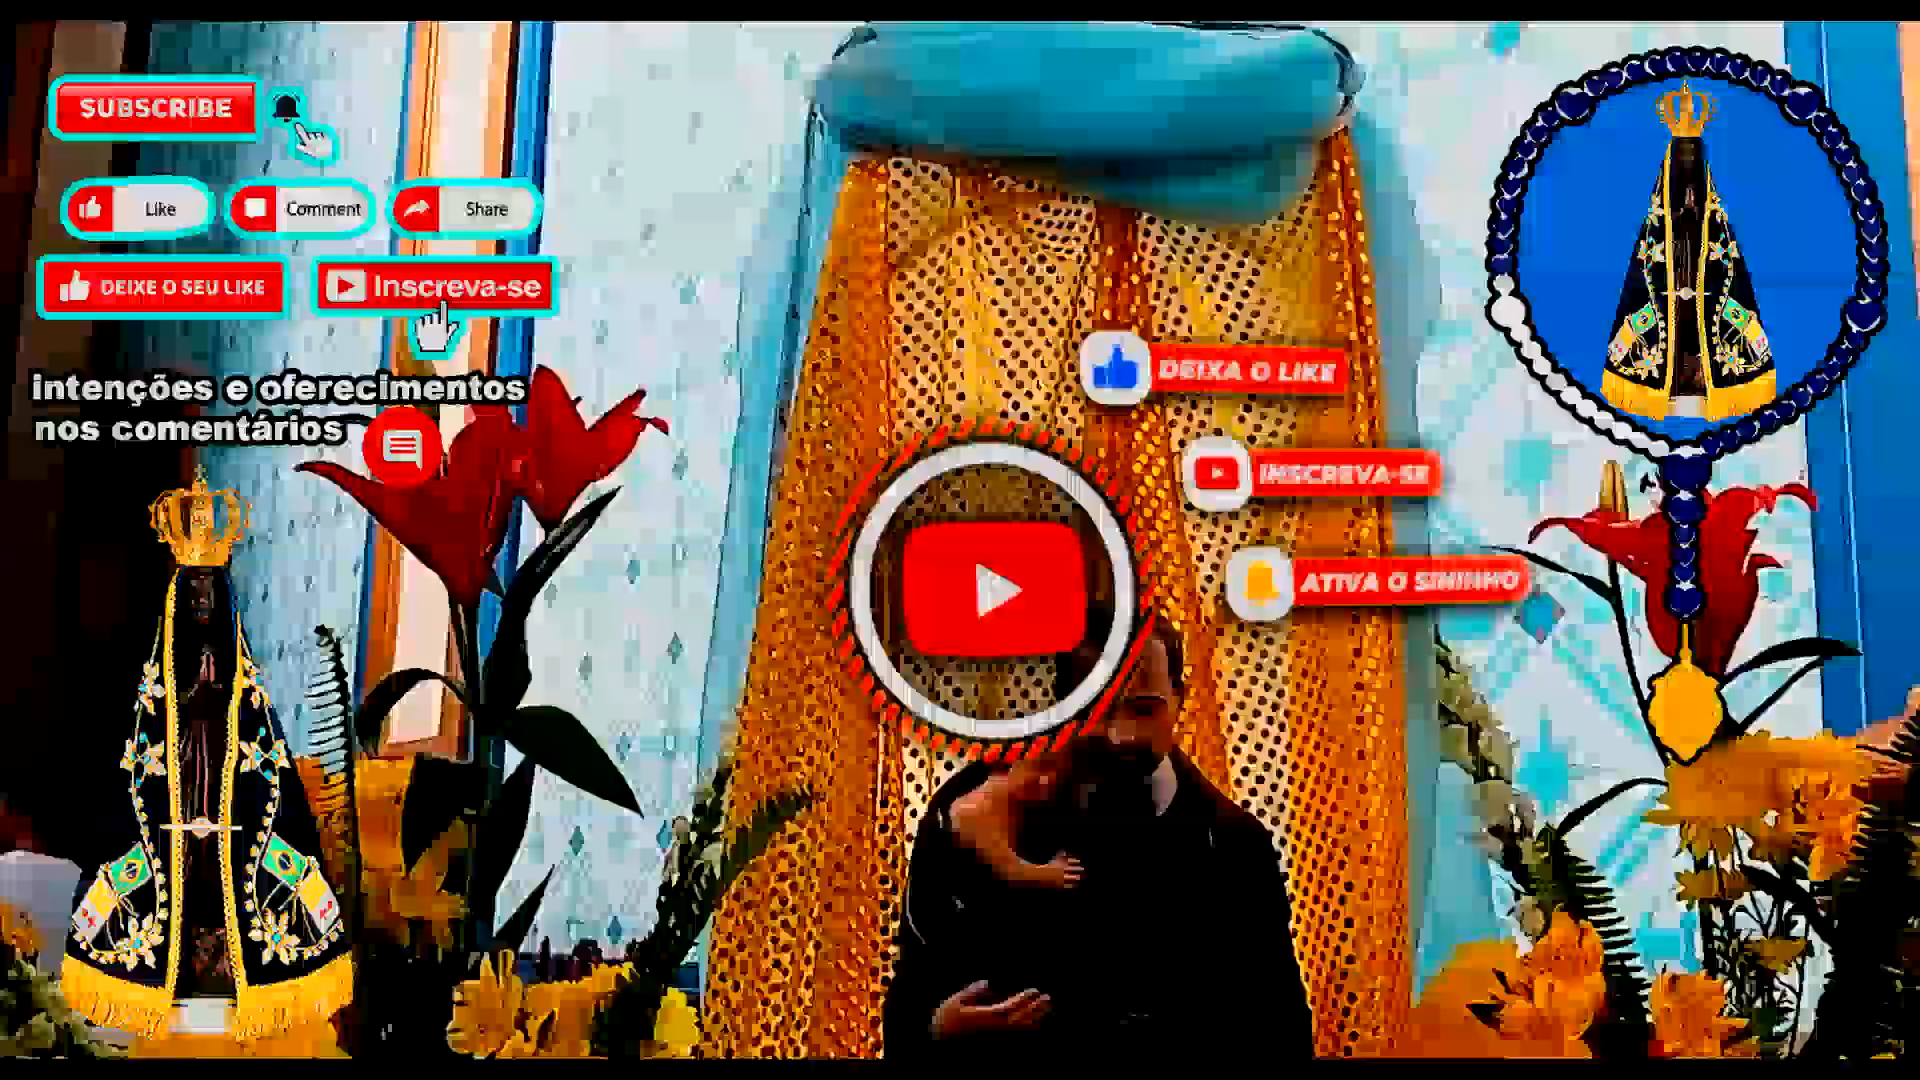 SUBSCRIBE
Like
Comment
Share
DEIXE O SEU LIKE
Inscreva-se
intenções e oferecimentos
nos comentários
DEIXA O LIKE
INSCREVA-SE
ATIVA O SININHO